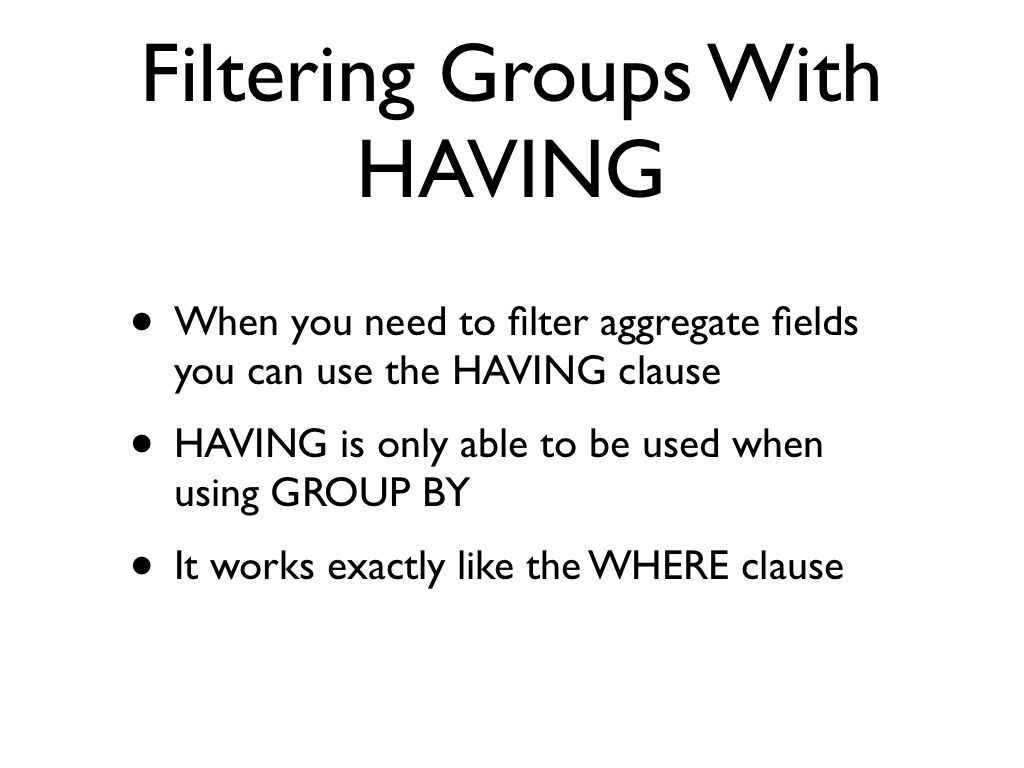 Filtering Groups With
HAVING
• When you need to filter aggregate fields
you can use the HAVING clause
• HAVING is only able to be used when
using GROUP BY
• It works exactly like the WHERE clause